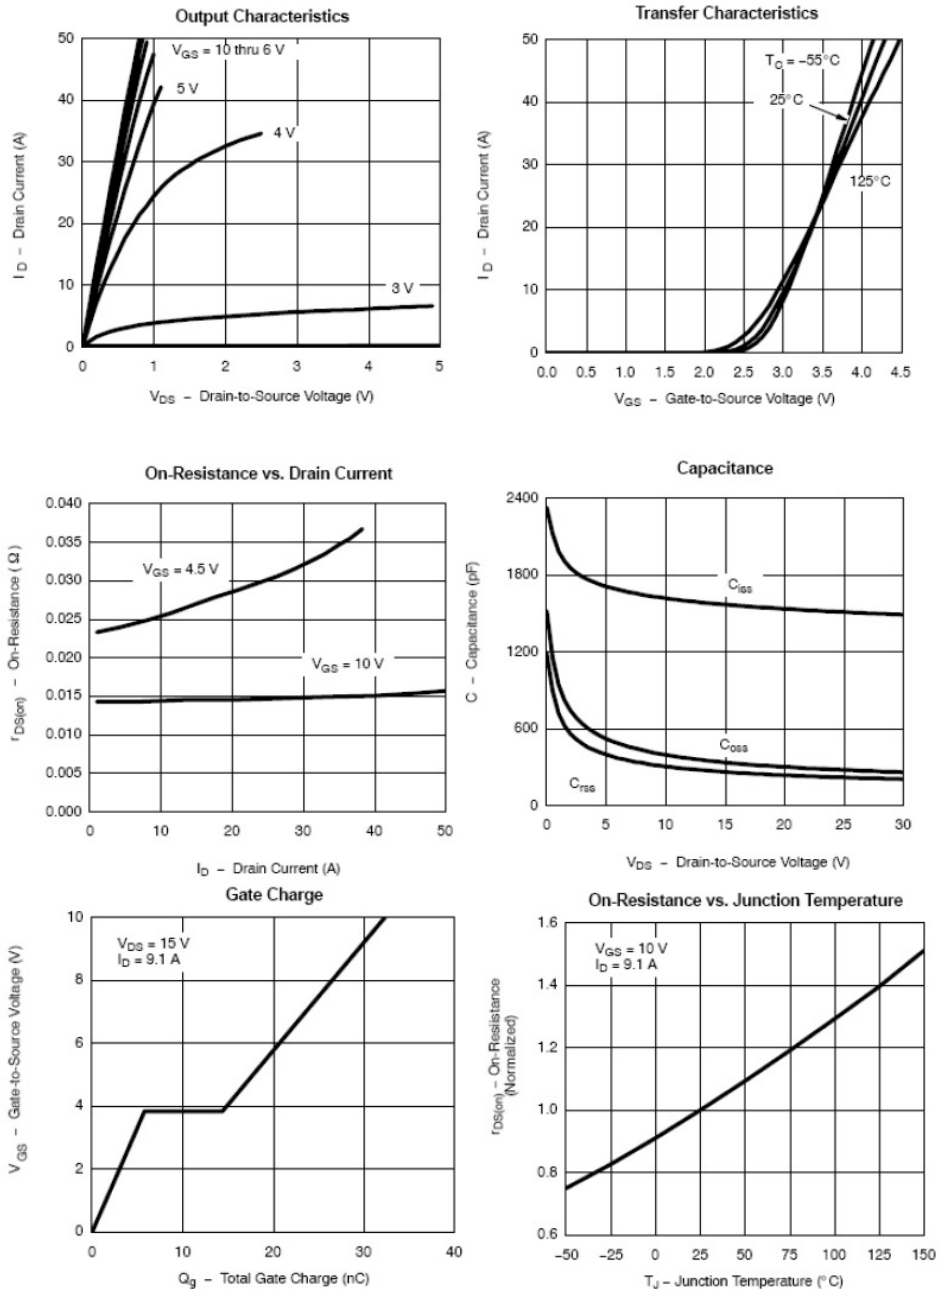 Output Characteristics
50
40
30
20
10
0
I D – Drain Current (A)
VGS = 10 thru 6 V
5 V
4 V
3 V
0 1 2 3 4 5
VDS – Drain-to-Source Voltage (V)
Transfer Characteristics
50
40
30
20
10
0
I D – Drain Current (A)
TC = –55°C
25°C
125°C
0.0 0.5 1.0 1.5 2.0 2.5 3.0 3.5 4.0 4.5
VGS – Gate-to-Source Voltage (V)
On-Resistance vs. Drain Current
0.040
0.035
0.030
0.025
0.020
0.015
0.010
0.005
0.000
rDS(on) – On-Resistance ( Ω )
VGS = 4.5 V
VGS = 10 V
0 10 20 30 40 50
ID – Drain Current (A)
Capacitance
2400
1800
1200
600
0
C – Capacitance (pF)
Ciss
Coss
Crss
0 5 10 15 20 25 30
VDS – Drain-to-Source Voltage (V)
Gate Charge
10
8
6
4
2
0
VGS – Gate-to-Source Voltage (V)
VDS = 15 V
ID = 9.1 A
0 10 20 30 40
Qg – Total Gate Charge (nC)
On-Resistance vs. Junction Temperature
1.6
1.4
1.2
1.0
0.8
0.6
rDS(on) – On-Resiistance
(Normalized)
VGS = 10 V
ID = 9.1 A
–50 –25 0 25 50 75 100 125 150
TJ – Junction Temperature (°C)